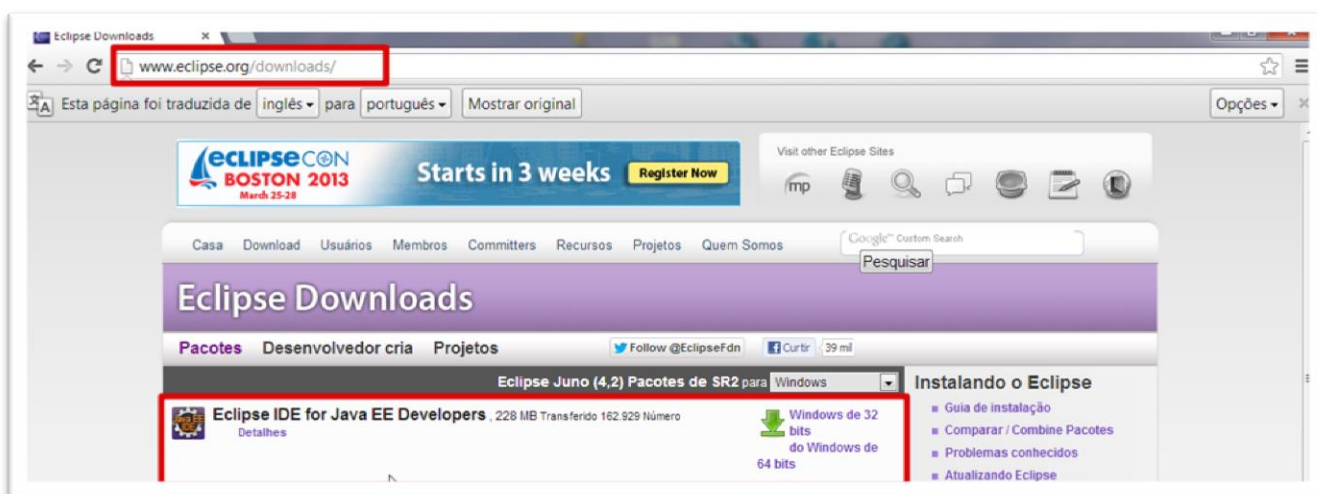 Eclipse Downloads
www.eclipse.org/downloads/
Esta página foi traduzida de inglês para português Mostrar original Opções
eclipsecon
BOSTON 2013
March 25-28
Starts in 3 weeks Register Now
Visit other Eclipse Sites
mp
Casa Download Usuários Membros Committers Recursos Projetos Quem Somos
Google™ Custom Search
Pesquisar
Eclipse Downloads
Pacotes Desenvolvedor cria Projetos
Follow @EclipseFdn Curtir 39 mil
Eclipse Juno (4,2) Pacotes de SR2 para Windows
Eclipse IDE for Java EE Developers , 228 MB Transferido 162.929 Número
Detalhes
Windows de 32
bits
do Windows de
64 bits
Instalando o Eclipse
Guia de instalação
Comparar / Combine Pacotes
Problemas conhecidos
Atualizando Eclipse